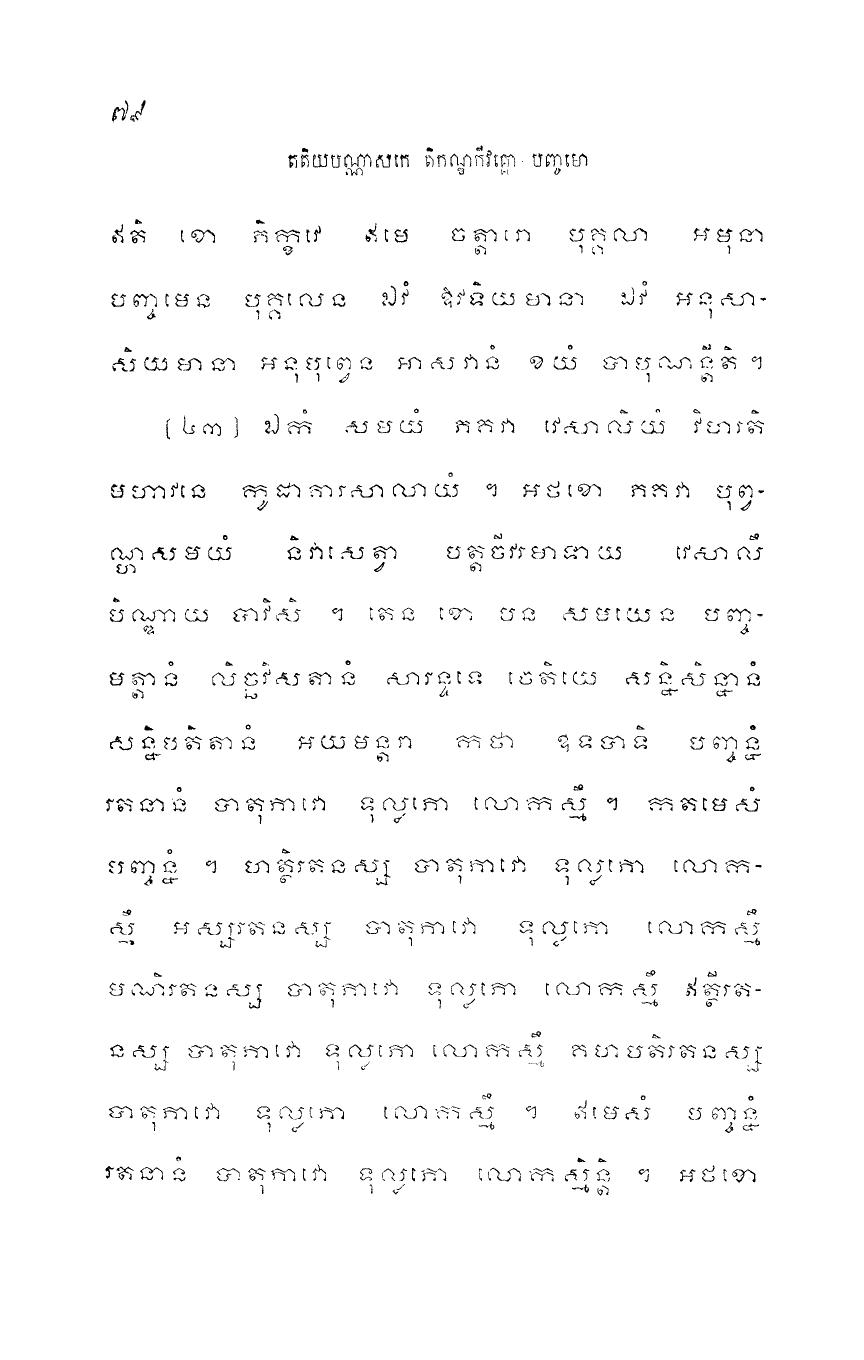 ៧៩
តតិយបណ្ណាសកេ តិកណ្ឌកីវគ្គោ បញ្ចមោ
ឥតិ ខោ ភិក្ខវេ ឥមេ ចត្តារោ បុគ្គលា អមុនា
បញ្ចមេន បុគ្គលេន ឯវំ ឱវទិយមានា ឯវំ អនុសា-
សិយមានា អនុបុព្វេន អាសវានំ ខយំ បាបុណន្តីតិ ។
(៤៣) ឯកំ សមយំ ភគវា វេសាលិយំ វិហរតិ
មហាវនេ កូដាគារសាលាយំ ។ អថខោ ភគវា បុព្វ-
ណ្ហសមយំ និវាសេត្វា បត្តចីវរមាទាយ វេសាលឹ
បិណ្ឌាយ បាវិសិ ។ តេន ខោ បន សមយេន បញ្ច-
មត្តានំ លិច្ឆវិសតានំ សារន្ទទេ ចេតិយេ សន្និសិន្នានំ
សន្និបតិតានំ អយមន្តរា កថា ឧទបាទិ បញ្ចន្នំ
រតនានំ បាតុភាវោ ទុល្លភោ លោកស្មឹ ។ កតមេសំ
បញ្ចន្នំ ។ ហត្ថិរតនស្ស បាតុភាវោ ទុល្លភោ លោក-
ស្មឹ អស្សរតនស្ស បាតុភាវោ ទុល្លភោ លោកស្មឹ
មណិរតនស្ស បាតុភាវោ ទុល្លភោ លោកស្មឹ ឥត្ថីរត-
នស្ស បាតុភាវោ ទុល្លភោ លោកស្មឹ គហបតិរតនស្ស
បាតុភាវោ ទុល្លភោ លោកស្មឹ ។ ឥមេសំ បញ្ចន្នំ
រតនានំ បាតុភាវោ ទុល្លភោ លោកស្មិន្តិ ។ អថខោ